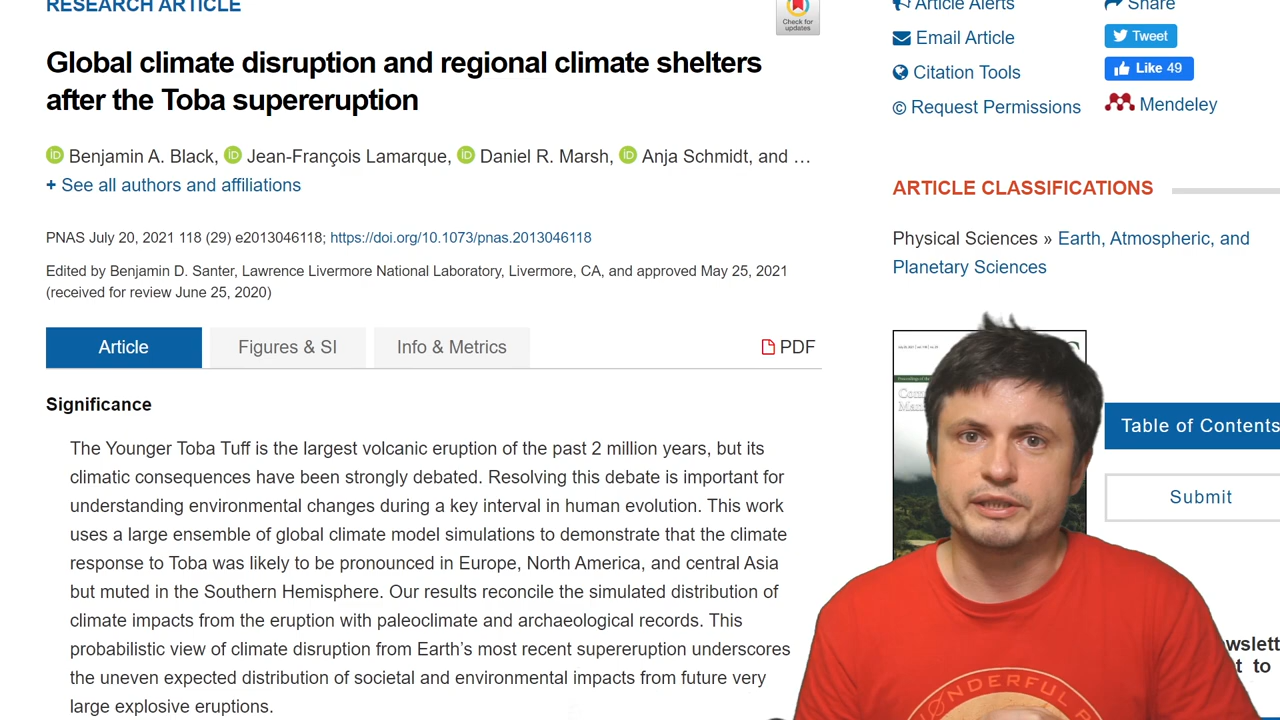 RESEARCH ARTICLE
Check for
updates
Global climate disruption and regional climate shelters
after the Toba supereruption
iD Benjamin A. Black, iD Jean-François Lamarque, iD Daniel R. Marsh, iD Anja Schmidt, and …
+ See all authors and affiliations
PNAS July 20, 2021 118 (29) e2013046118; https://doi.org/10.1073/pnas.2013046118
Edited by Benjamin D. Santer, Lawrence Livermore National Laboratory, Livermore, CA, and approved May 25, 2021
(received for review June 25, 2020)
Article
Figures & SI
Info & Metrics
PDF
Significance
The Younger Toba Tuff is the largest volcanic eruption of the past 2 million years, but its
climatic consequences have been strongly debated. Resolving this debate is important for
understanding environmental changes during a key interval in human evolution. This work
uses a large ensemble of global climate model simulations to demonstrate that the climate
response to Toba was likely to be pronounced in Europe, North America, and central Asia
but muted in the Southern Hemisphere. Our results reconcile the simulated distribution of
climate impacts from the eruption with paleoclimate and archaeological records. This
probabilistic view of climate disruption from Earth's most recent supereruption underscores
the uneven expected distribution of societal and environmental impacts from future very
large explosive eruptions.
Article Alerts
Share
Email Article
Tweet
Citation Tools
Like 49
© Request Permissions
Mendeley
ARTICLE CLASSIFICATIONS
Physical Sciences » Earth, Atmospheric, and
Planetary Sciences
Table of Contents
Submit
WONDERFUL